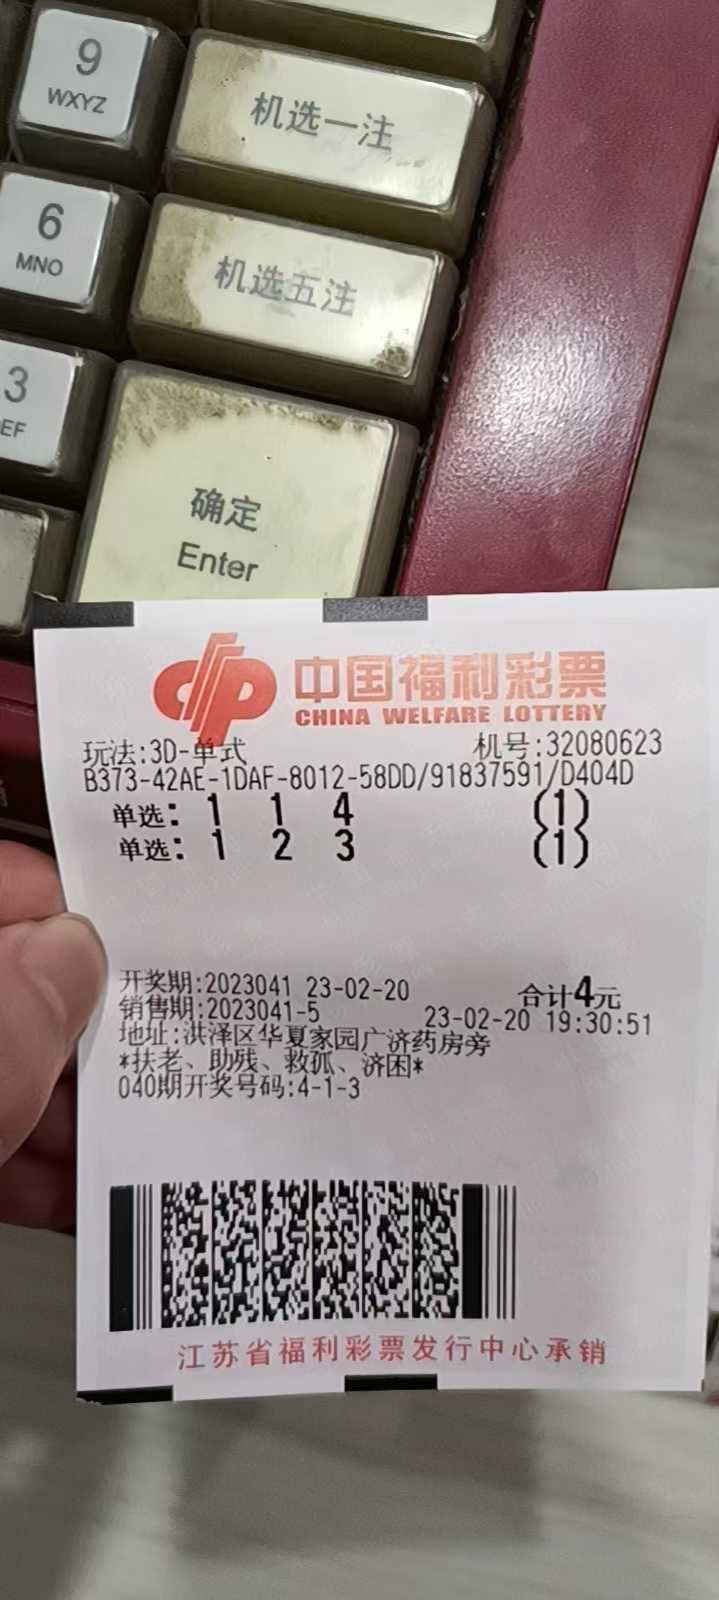 9
WXYZ
机选一注
6
MNO
机选五注
3
EF
确定
Enter
中国福利彩票
CHINA WELFARE LOTTERY
玩法:3D-单式 机号:32080623
B373-42AE-1DAF-8012-58DD/91837591/D404D
单选: 1 1 4 (1)
单选: 1 2 3 (1)
开奖期:2023041 23-02-20 合计4元
销售期:2023041-5 23-02-20 19:30:51
地址:洪泽区华夏家园广济药房旁
*扶老、助残、救孤、济困*
040期开奖号码:4-1-3
江苏省福利彩票发行中心承销